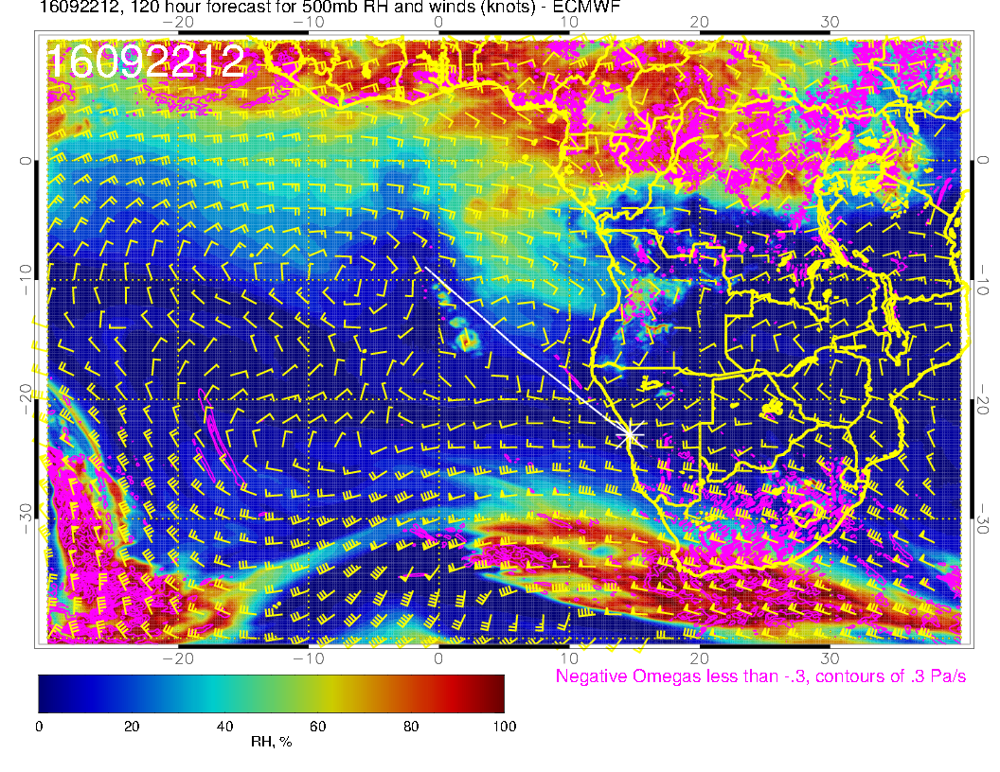 16092212, 120 hour forecast for 500mb RH and winds (knots) - ECMWF
−20 −10 0 10 20 30
16092212
0 0
−10 −10
−20 −20
−30 −30
−20 −10 0 10 20 30
Negative Omegas less than -.3, contours of .3 Pa/s
0 20 40 60 80 100
RH, %